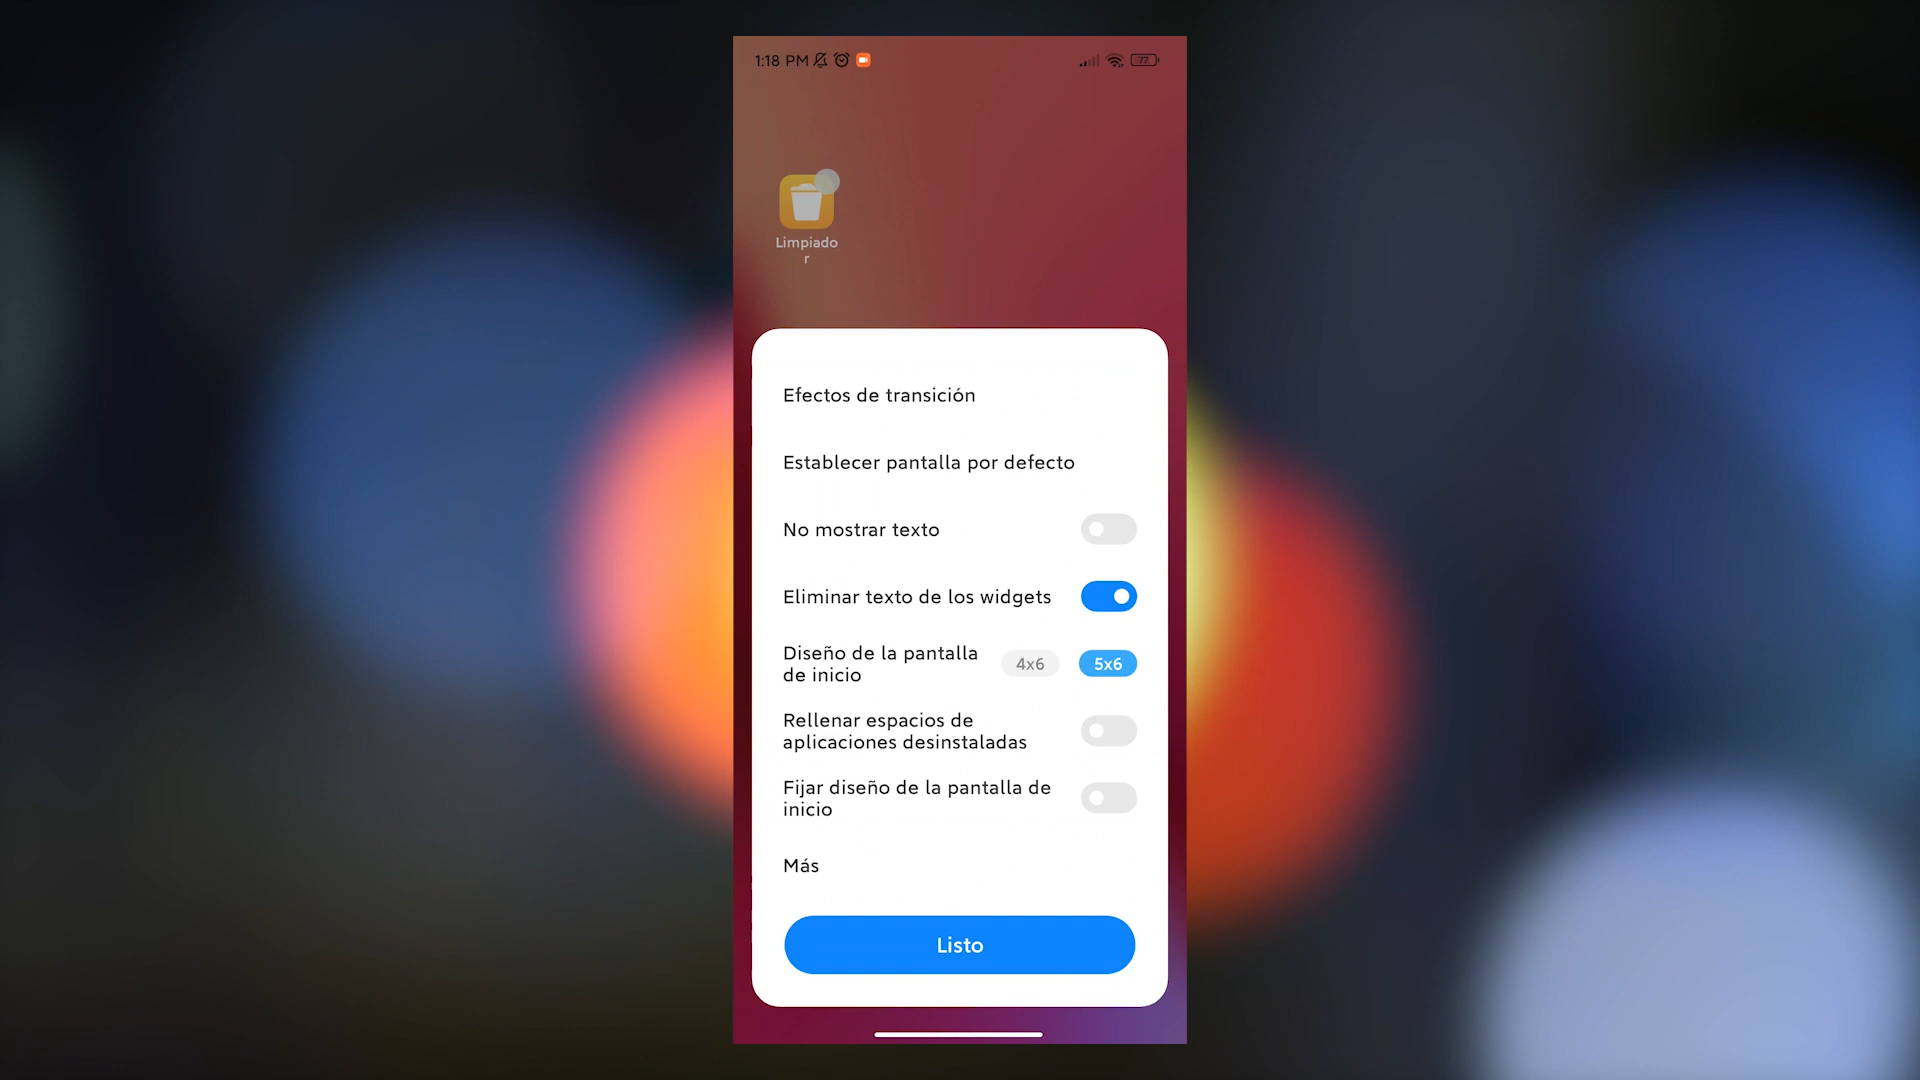 1:18 PM
77
Limpiado
r
Efectos de transición
Establecer pantalla por defecto
No mostrar texto
Eliminar texto de los widgets
Diseño de la pantalla
de inicio
4x6
5x6
Rellenar espacios de
aplicaciones desinstaladas
Fijar diseño de la pantalla de
inicio
Más
Listo